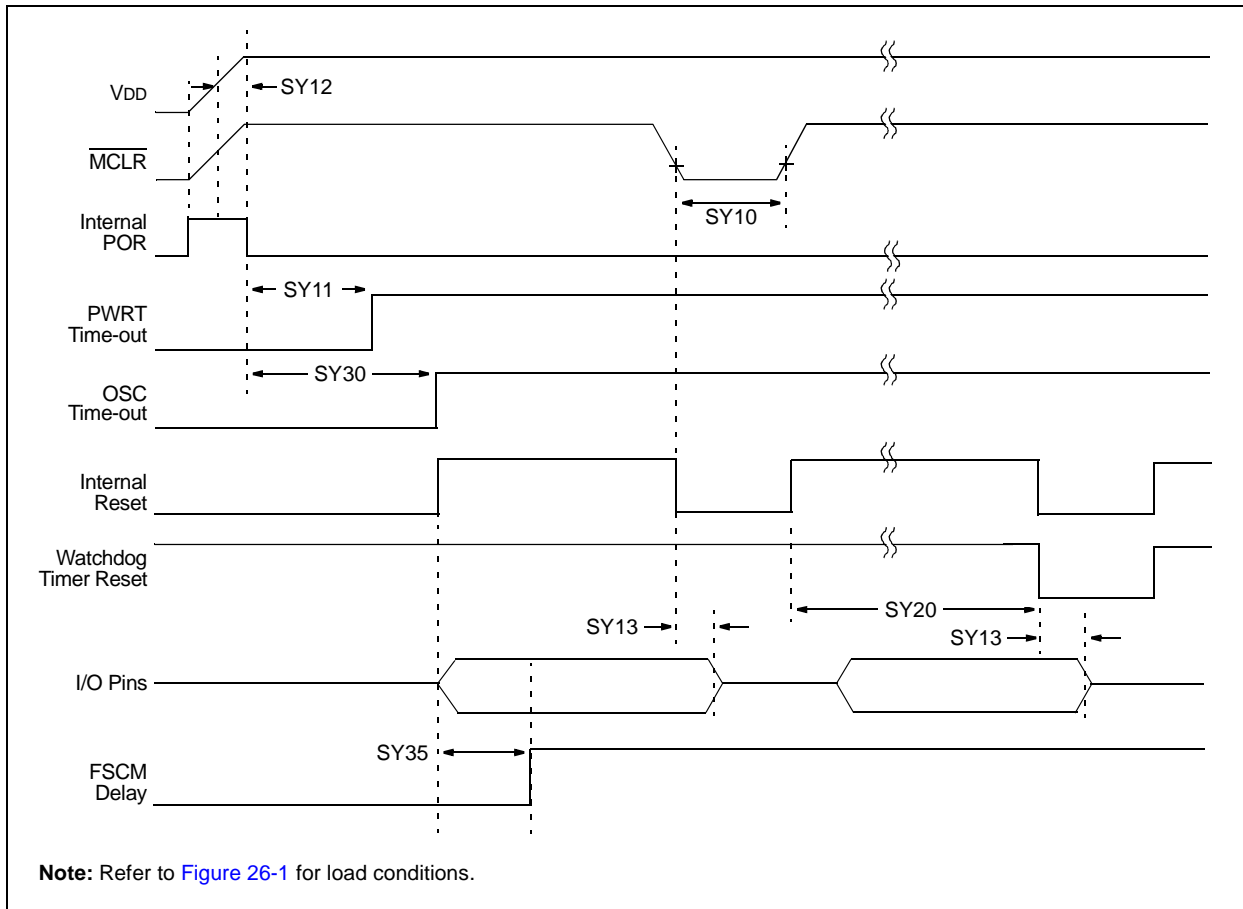 VDD
SY12
MCLR
SY10
Internal
POR
SY11
PWRT
Time-out
SY30
OSC
Time-out
Internal
Reset
Watchdog
Timer Reset
SY20
SY13
SY13
I/O Pins
SY35
FSCM
Delay
Note: Refer to Figure 26-1 for load conditions.